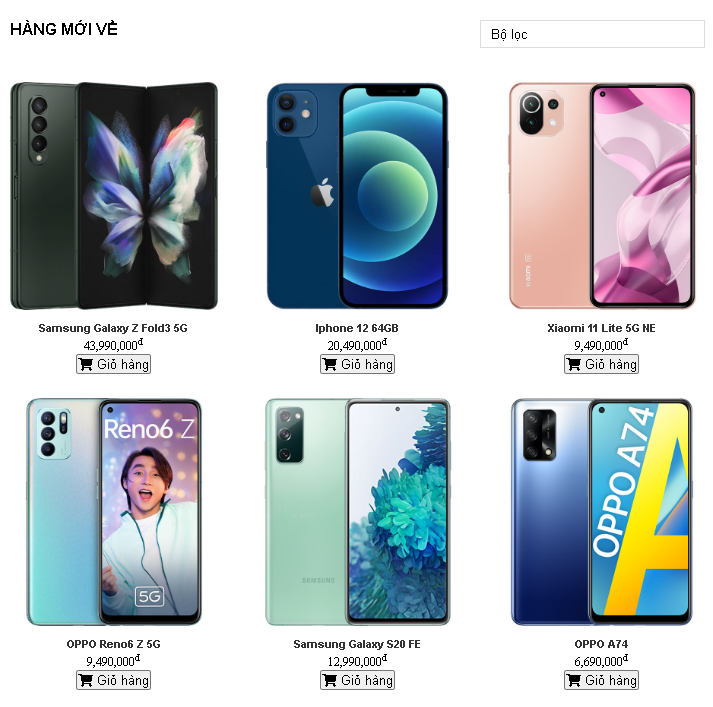 HÀNG MỚI VỀ
Bộ lọc
xiaomi 5G
Samsung Galaxy Z Fold3 5G
Iphone 12 64GB
Xiaomi 11 Lite 5G NE
43,990,000đ
20,490,000đ
9,490,000đ
Giỏ hàng
Giỏ hàng
Giỏ hàng
Reno6 Z
5G
SAMSUNG
OPPO A74
A
OPPO Reno6 Z 5G
Samsung Galaxy S20 FE
OPPO A74
9,490,000đ
12,990,000đ
6,690,000đ
Giỏ hàng
Giỏ hàng
Giỏ hàng